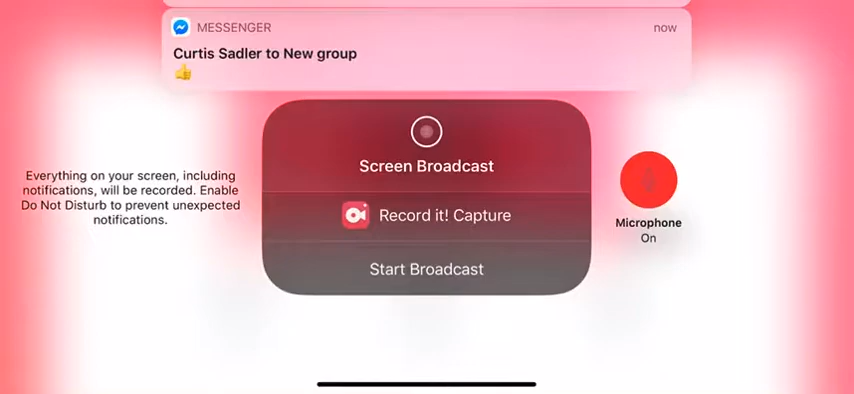 MESSENGER
now
Curtis Sadler to New group
👍
Screen Broadcast
Everything on your screen, including
notifications, will be recorded. Enable
Do Not Disturb to prevent unexpected
notifications.
Record it! Capture
Start Broadcast
Microphone
On